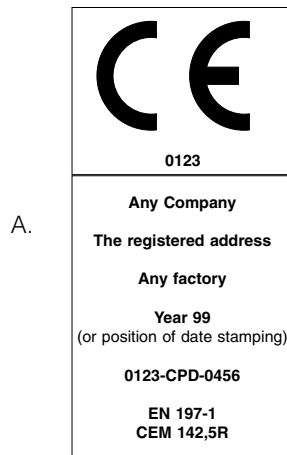 CE
0123
A.
Any Company
The registered address
Any factory
Year 99
(or position of date stamping)
0123-CPD-0456
EN 197-1
CEM 142,5R